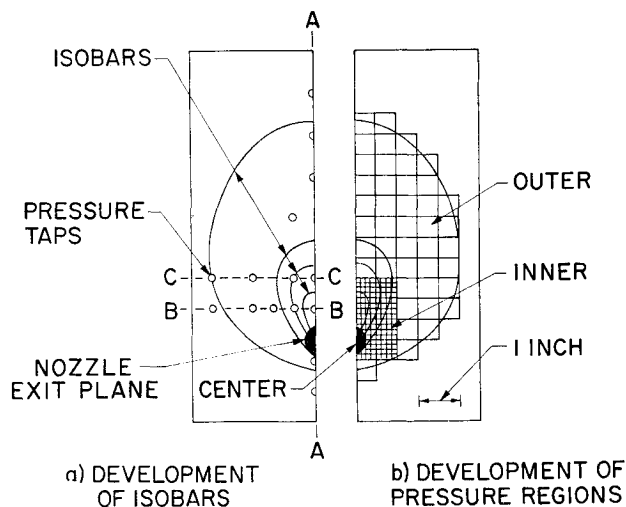 A
ISOBARS
PRESSURE
TAPS
C
C
B
B
NOZZLE
EXIT PLANE
CENTER
A
OUTER
INNER
1 INCH
a) DEVELOPMENT
OF ISOBARS
b) DEVELOPMENT OF
PRESSURE REGIONS